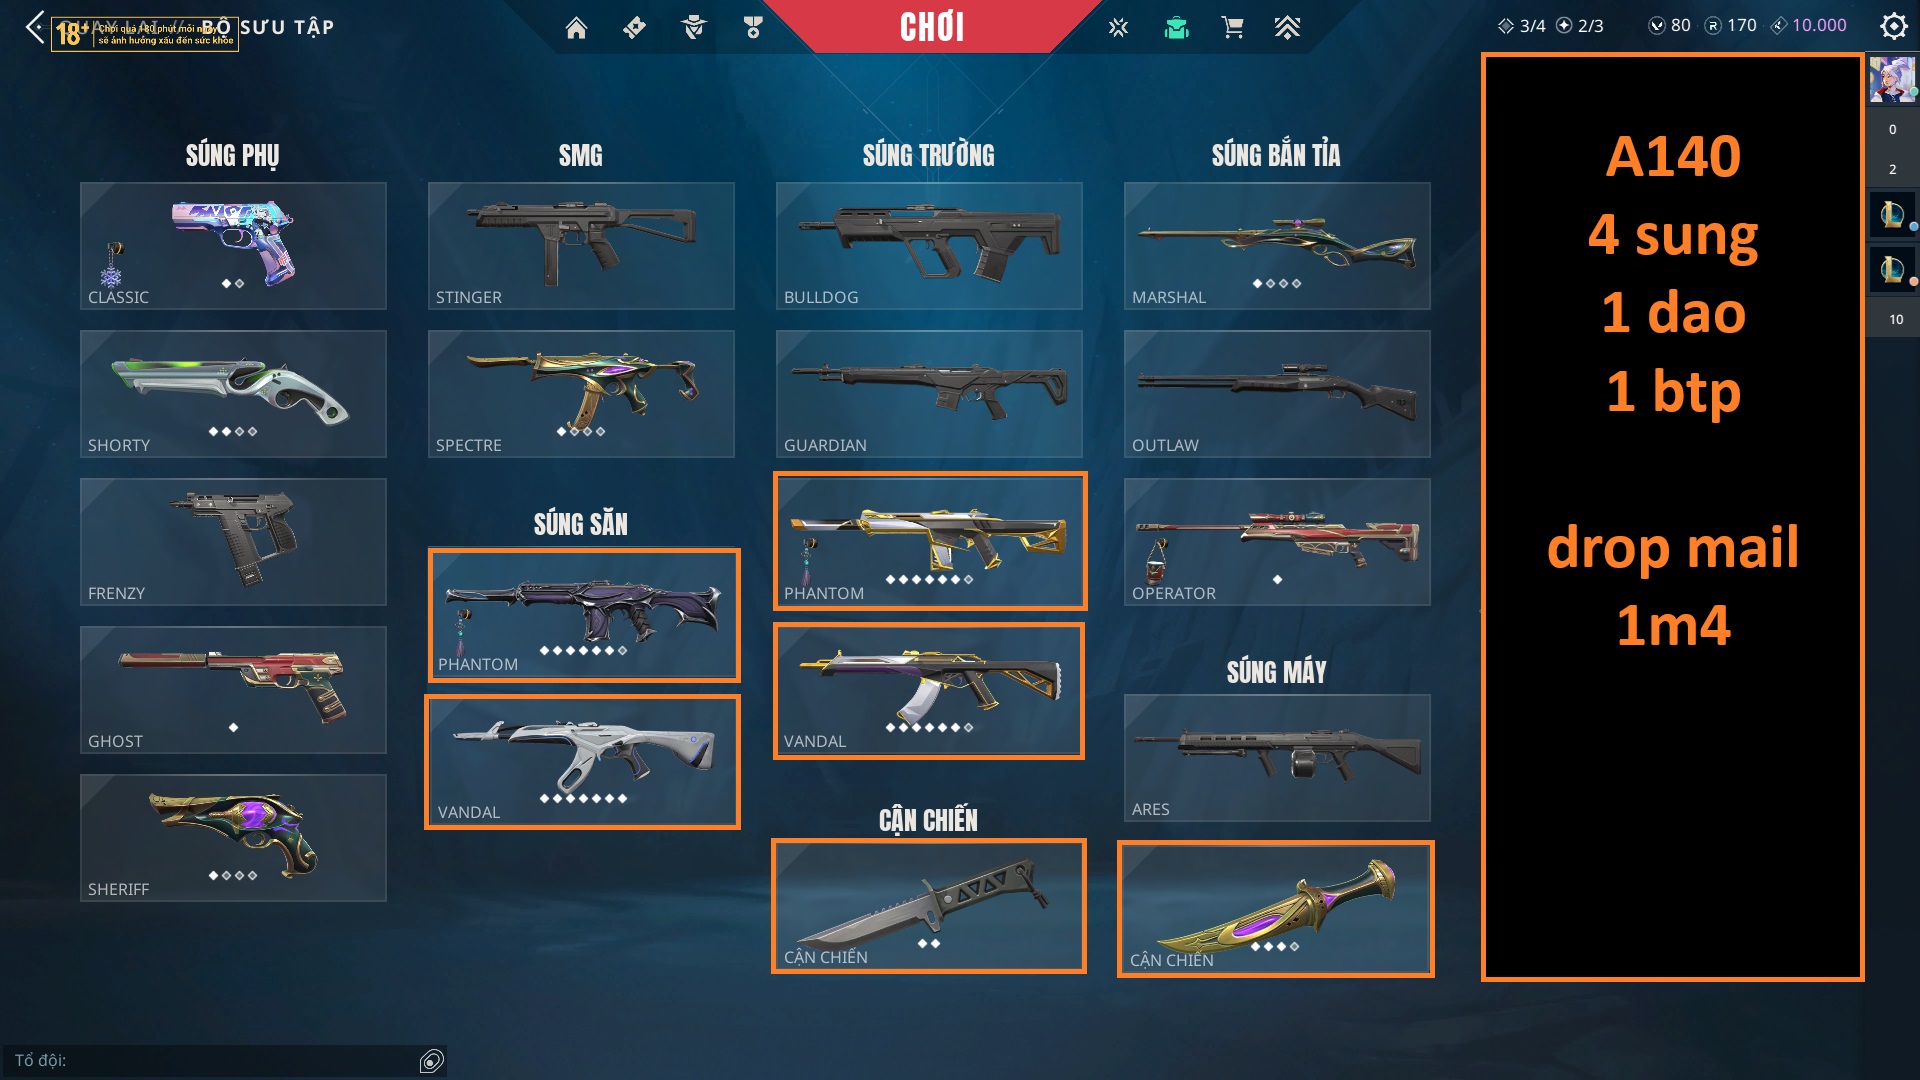 BỘ SƯU TẬP
18+
Chơi quá 180 phút mỗi ngày
sẽ ảnh hưởng xấu đến sức khỏe
CHƠI
3/4
2/3
80
170
10.000
SÚNG PHỤ
CLASSIC
SHORTY
FRENZY
GHOST
SHERIFF
SMG
STINGER
SPECTRE
SÚNG SĂN
PHANTOM
VANDAL
SÚNG TRƯỜNG
BULLDOG
GUARDIAN
PHANTOM
VANDAL
CẬN CHIẾN
CẬN CHIẾN
SÚNG BẮN TỈA
MARSHAL
OUTLAW
OPERATOR
SÚNG MÁY
ARES
CẬN CHIẾN
A140
4 sung
1 dao
1 btp
drop mail
1m4
0
2
10
Tổ đội: